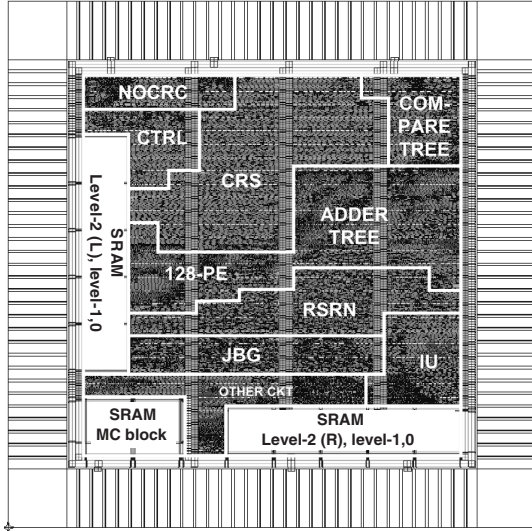 NOCRC
COM-
PARE
TREE
CTRL
CRS
SRAM
Level-2 (L), level-1,0
ADDER
TREE
128-PE
RSRN
JBG
IU
OTHER CKT
SRAM
MC block
SRAM
Level-2 (R), level-1,0